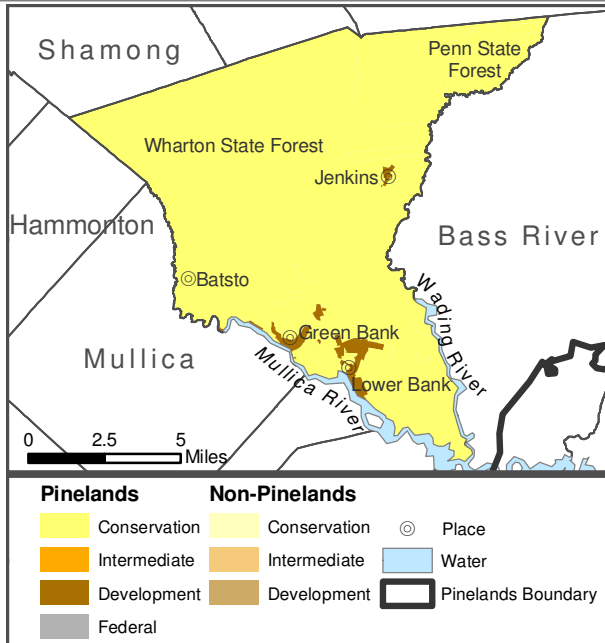 Shamong
Penn State
Forest
Wharton State Forest
Jenkins
Hammonton
Bass River
Batsto
Wading River
Green Bank
Mullica
Mullica River
Lower Bank
0 2.5 5
Miles
Pinelands Non-Pinelands
Conservation Conservation Place
Intermediate Intermediate Water
Development Development Pinelands Boundary
Federal